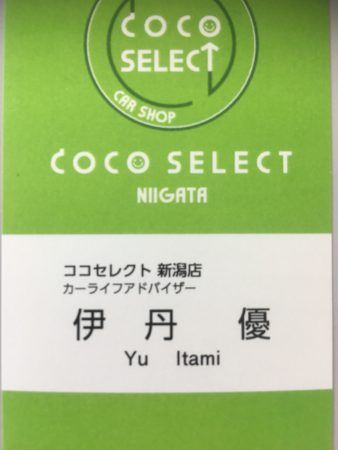 COCO
SELECT
CAR SHOP
COCO SELECT
NIIGATA
ココセレクト 新潟店
カーライフアドバイザー
伊 丹 優
Yu Itami